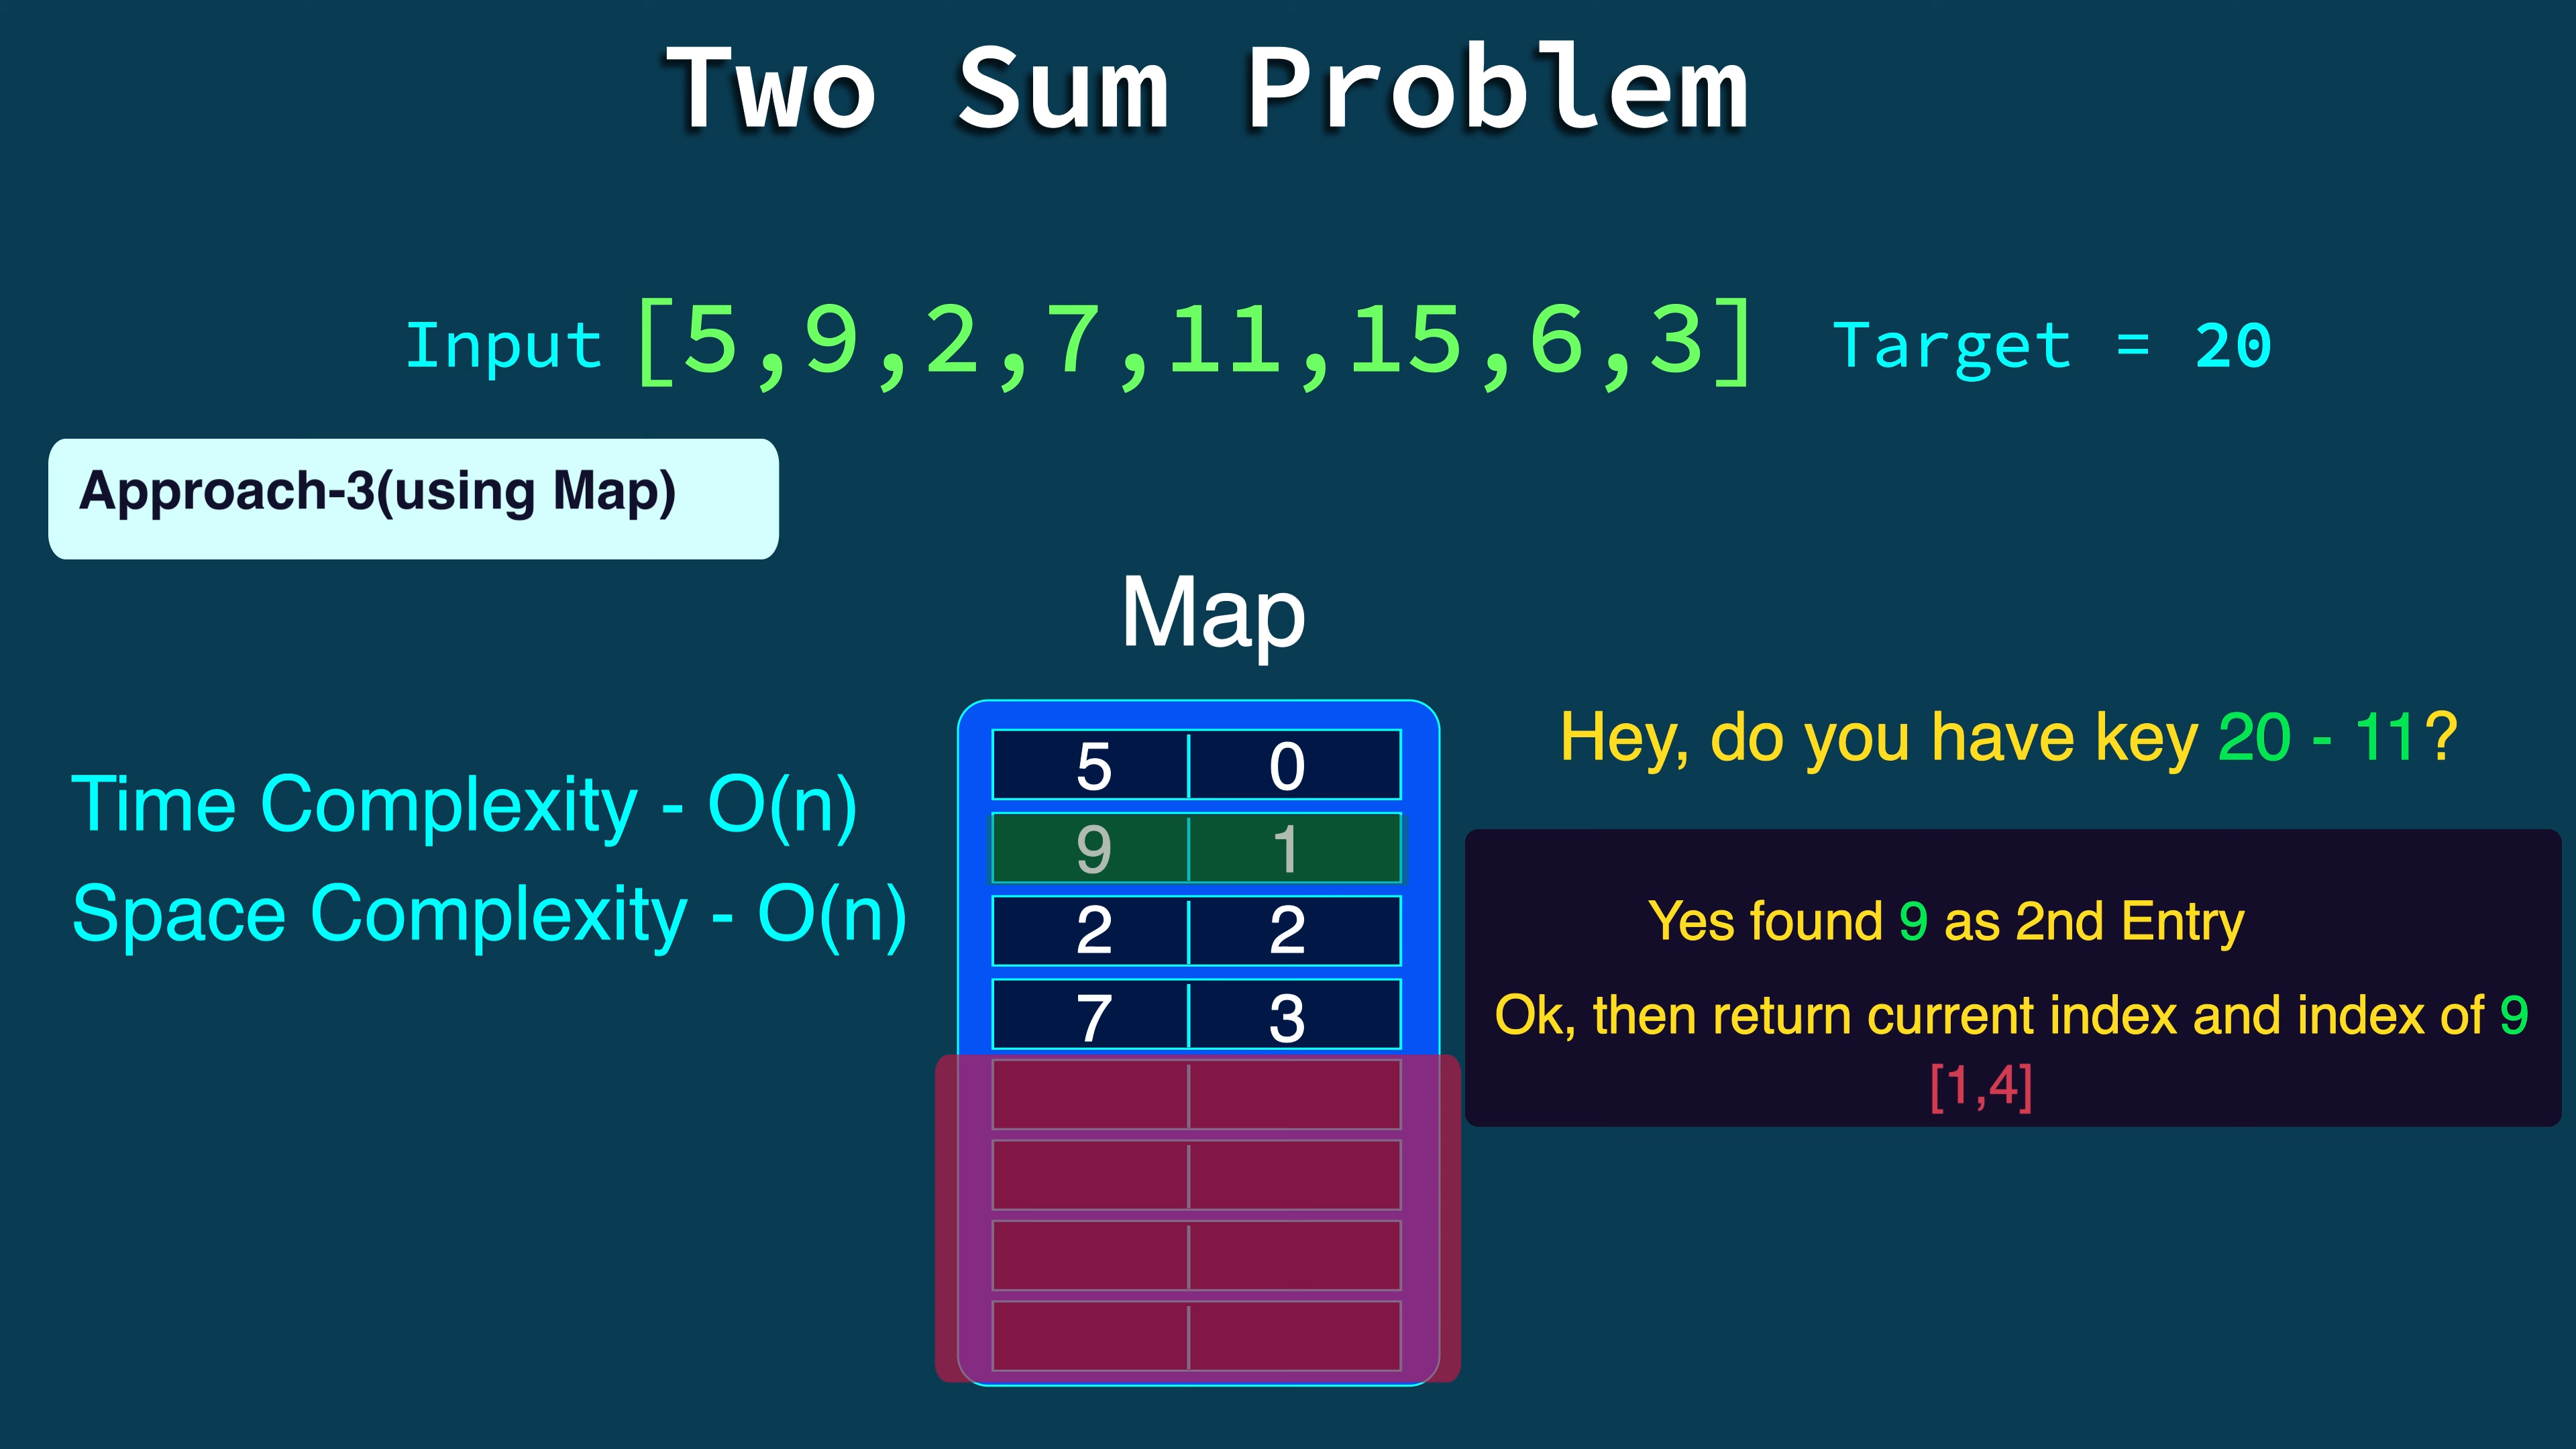 Two Sum Problem
Input [5,9,2,7,11,15,6,3] Target = 20
Approach-3(using Map)
Map
Time Complexity - O(n)
Space Complexity - O(n)
5 0
9 1
2 2
7 3
Hey, do you have key 20 - 11?
Yes found 9 as 2nd Entry
Ok, then return current index and index of 9
[1,4]